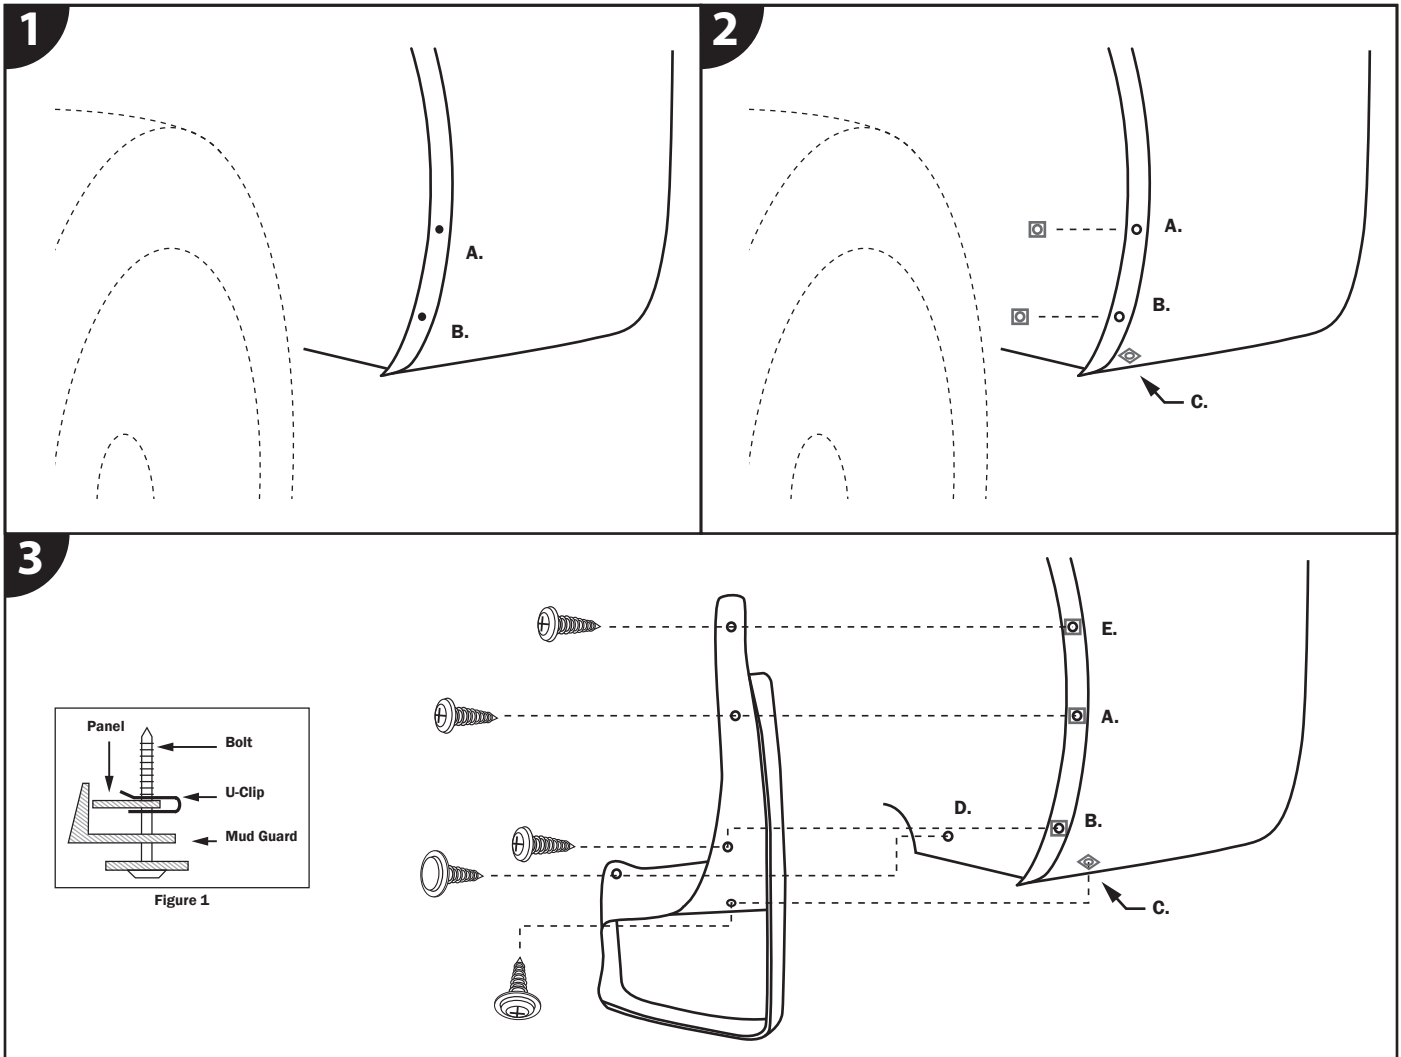 1
A.
B.
2
A.
B.
C.
3
E.
A.
B.
D.
C.
Panel
Bolt
U-Clip
Mud Guard
Figure 1